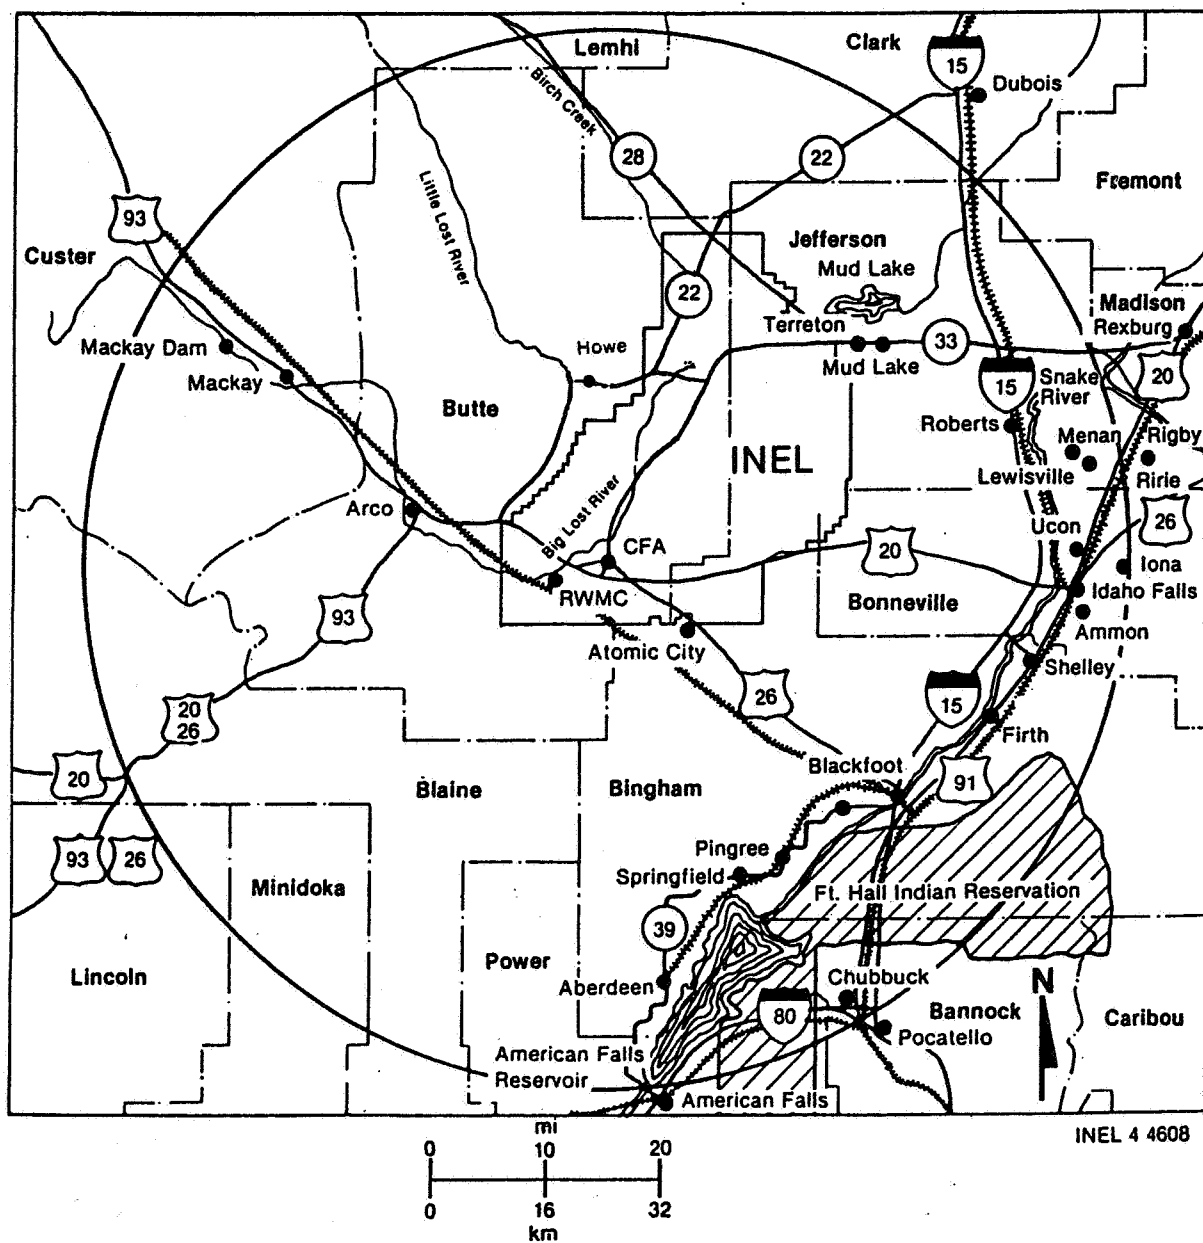 Clark
Lemhi
15
Dubois
Birch Creek
28
22
Fremont
Little Lost River
93
Custer
Jefferson
Mud Lake
22
Madison
Rexburg
Terreton
33
Mackay Dam
Howe
Mud Lake
20
Mackay
15
Snake
River
Butte
Roberts
Menan
Rigby
INEL
Lewisville
Ririe
Arco
Big Lost River
Ucon
26
CFA
20
Iona
RWMC
Bonneville
Idaho Falls
93
Ammon
Atomic City
Shelley
20
26
26
15
Firth
20
Blackfoot
91
Blaine
Bingham
93
26
Pingree
Minidoka
Springfield
Ft. Hall Indian Reservation
39
Lincoln
Power
Aberdeen
Chubbuck
N
80
Bannock
Caribou
Pocatello
American Falls
Reservoir
American Falls
INEL 4 4608
mi
0 10 20
0 16 32
km